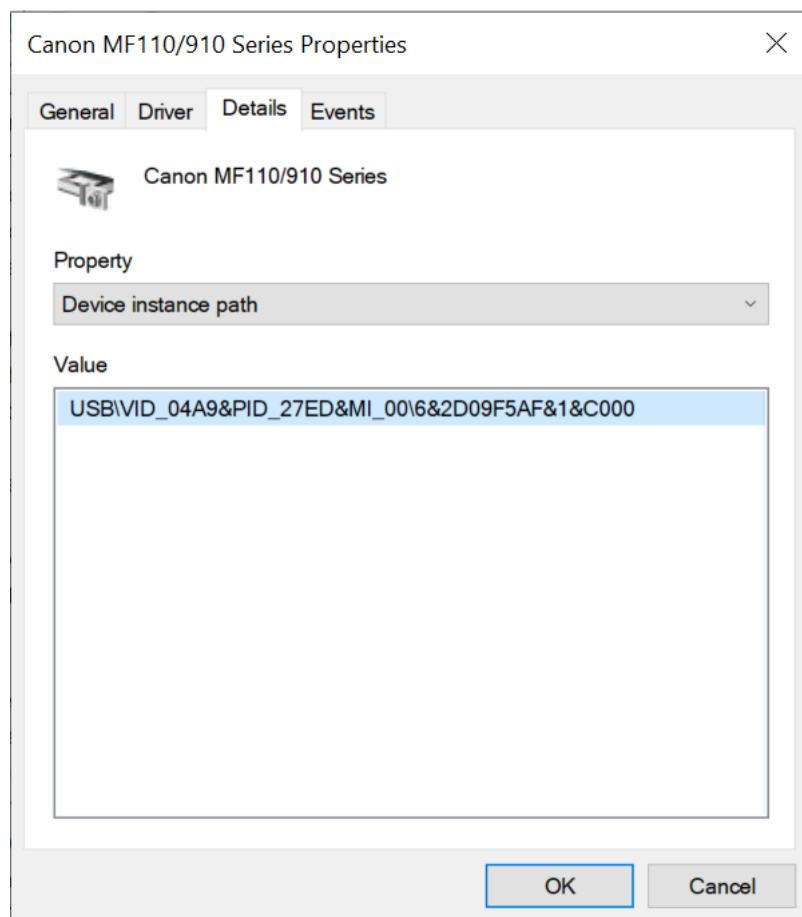 Canon MF110/910 Series Properties
General Driver Details Events
Canon MF110/910 Series
Property
Device instance path
Value
USB\VID_04A9&PID_27ED&MI_00\6&2D09F5AF&1&C000
OK Cancel